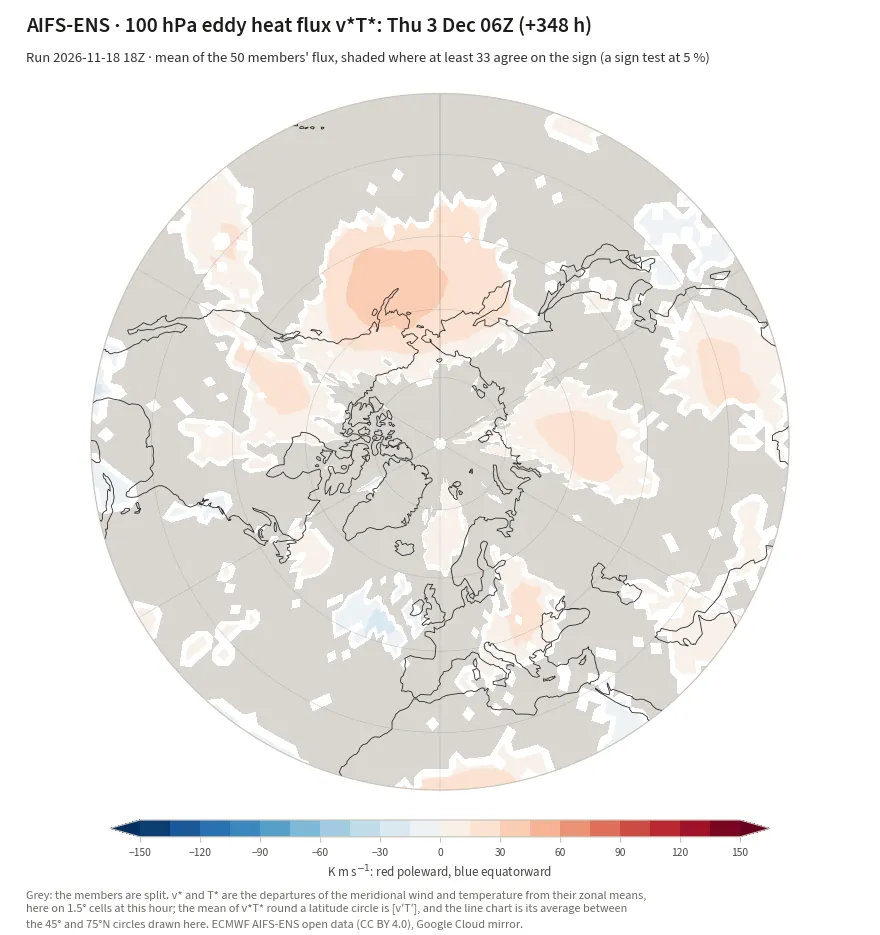 AIFS-ENS · 100 hPa eddy heat flux v*T*: Thu 3 Dec 06Z (+348 h)
Run 2026-11-18 18Z · mean of the 50 members' flux, shaded where at least 33 agree on the sign (a sign test at 5 %)
−150 −120 −90 −60 −30 0 30 60 90 120 150
K m s⁻¹: red poleward, blue equatorward
Grey: the members are split. v* and T* are the departures of the meridional wind and temperature from their zonal means,
here on 1.5° cells at this hour; the mean of v*T* round a latitude circle is [v′T′], and the line chart is its average between
the 45° and 75°N circles drawn here. ECMWF AIFS-ENS open data (CC BY 4.0), Google Cloud mirror.